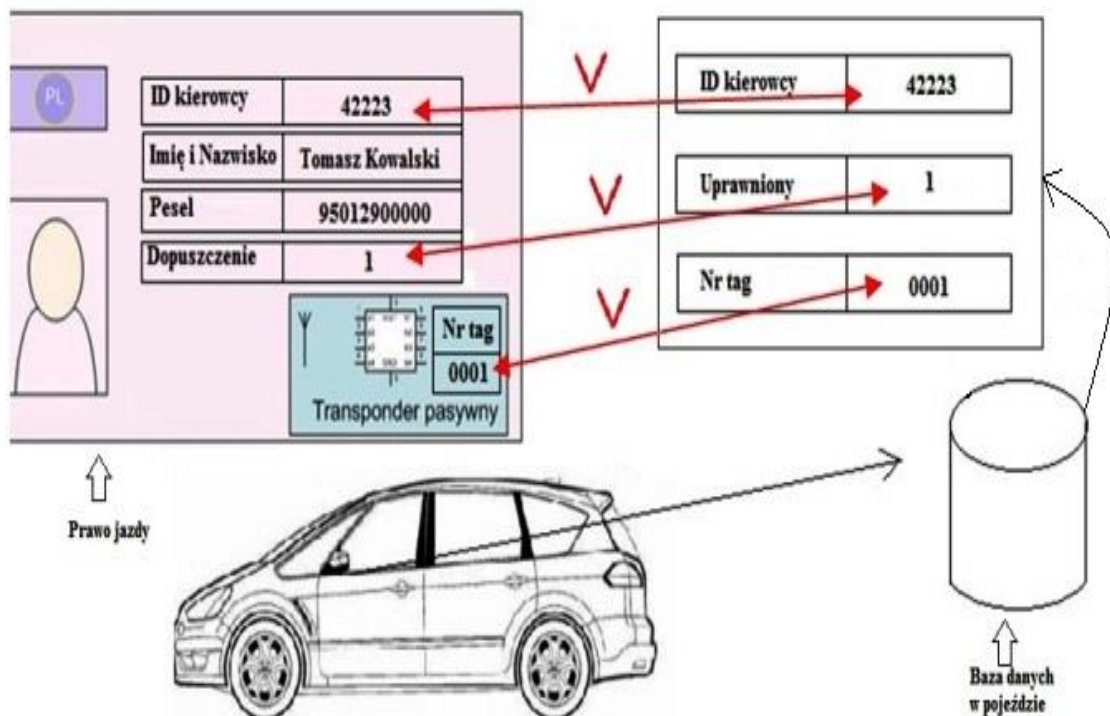 PL
ID kierowcy 42223
Imię i Nazwisko Tomasz Kowalski
Pesel 95012900000
Dopuszczenie 1
Nr tag
0001
Transponder pasywny
Prawo jazdy
V
V
V
ID kierowcy 42223
Uprawniony 1
Nr tag 0001
Baza danych
w pojeździe